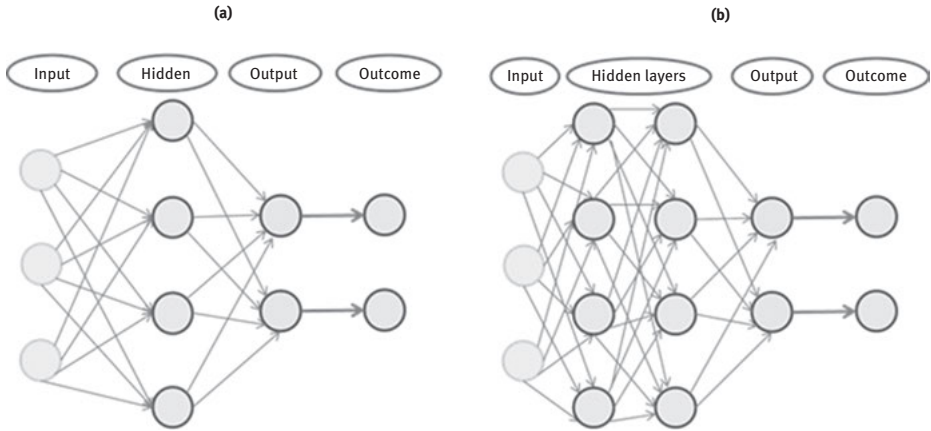 (a)
Input
Hidden
Output
Outcome
(b)
Input
Hidden layers
Output
Outcome